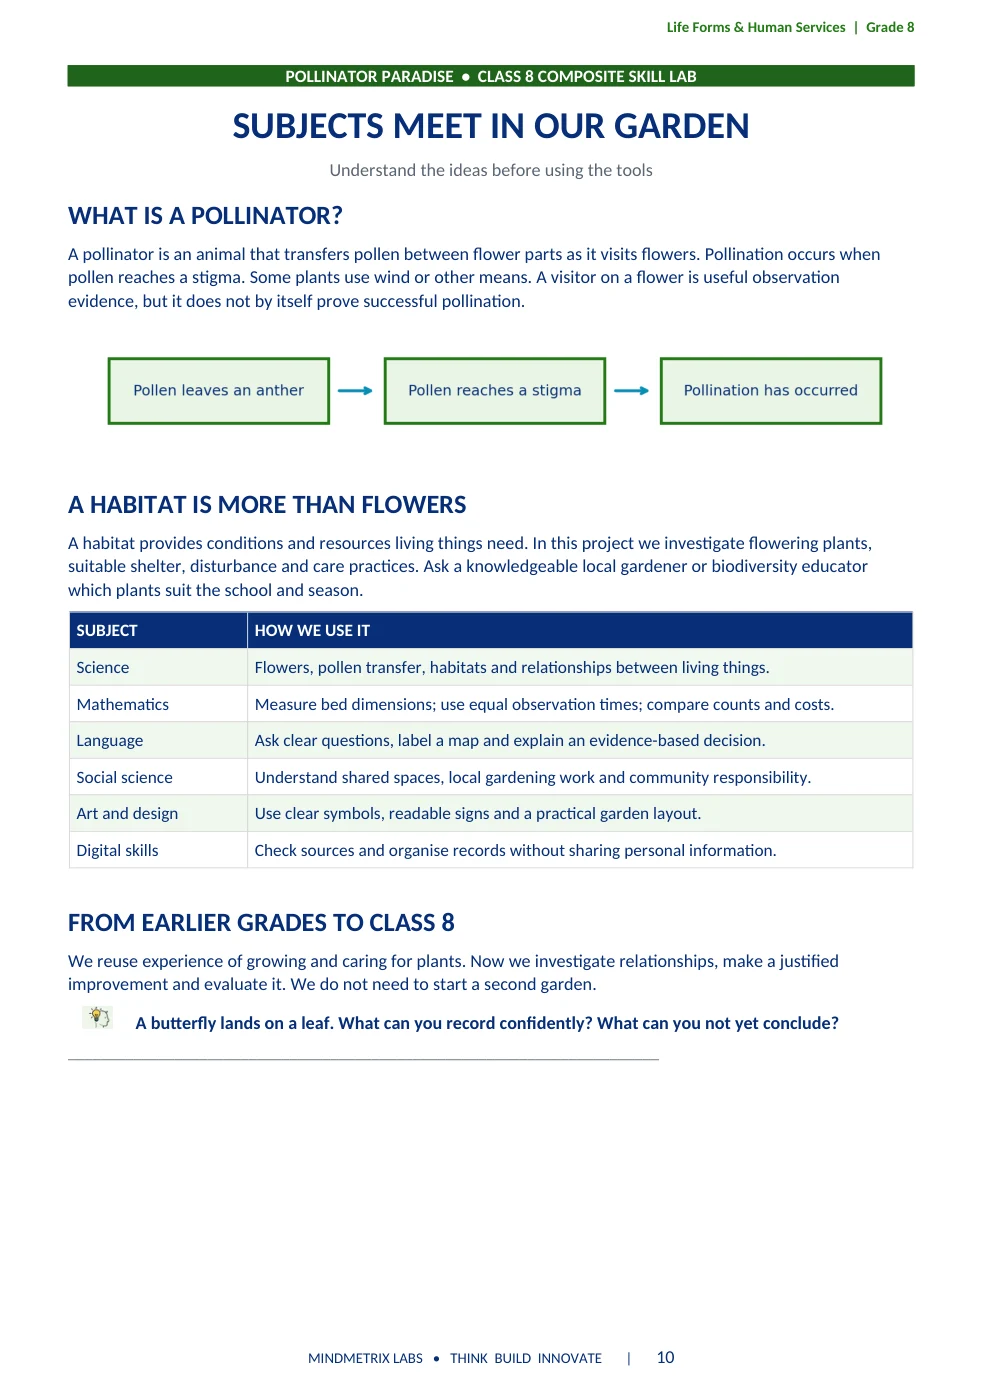 Life Forms & Human Services | Grade 8
POLLINATOR PARADISE ● CLASS 8 COMPOSITE SKILL LAB
SUBJECTS MEET IN OUR GARDEN
Understand the ideas before using the tools
WHAT IS A POLLINATOR?
A pollinator is an animal that transfers pollen between flower parts as it visits flowers. Pollination occurs when
pollen reaches a stigma. Some plants use wind or other means. A visitor on a flower is useful observation
evidence, but it does not by itself prove successful pollination.
Pollen leaves an anther
Pollen reaches a stigma
Pollination has occurred
A HABITAT IS MORE THAN FLOWERS
A habitat provides conditions and resources living things need. In this project we investigate flowering plants,
suitable shelter, disturbance and care practices. Ask a knowledgeable local gardener or biodiversity educator
which plants suit the school and season.
SUBJECT HOW WE USE IT
Science Flowers, pollen transfer, habitats and relationships between living things.
Mathematics Measure bed dimensions; use equal observation times; compare counts and costs.
Language Ask clear questions, label a map and explain an evidence-based decision.
Social science Understand shared spaces, local gardening work and community responsibility.
Art and design Use clear symbols, readable signs and a practical garden layout.
Digital skills Check sources and organise records without sharing personal information.
FROM EARLIER GRADES TO CLASS 8
We reuse experience of growing and caring for plants. Now we investigate relationships, make a justified
improvement and evaluate it. We do not need to start a second garden.
A butterfly lands on a leaf. What can you record confidently? What can you not yet conclude?
MINDMETRIX LABS ● THINK BUILD INNOVATE | 10